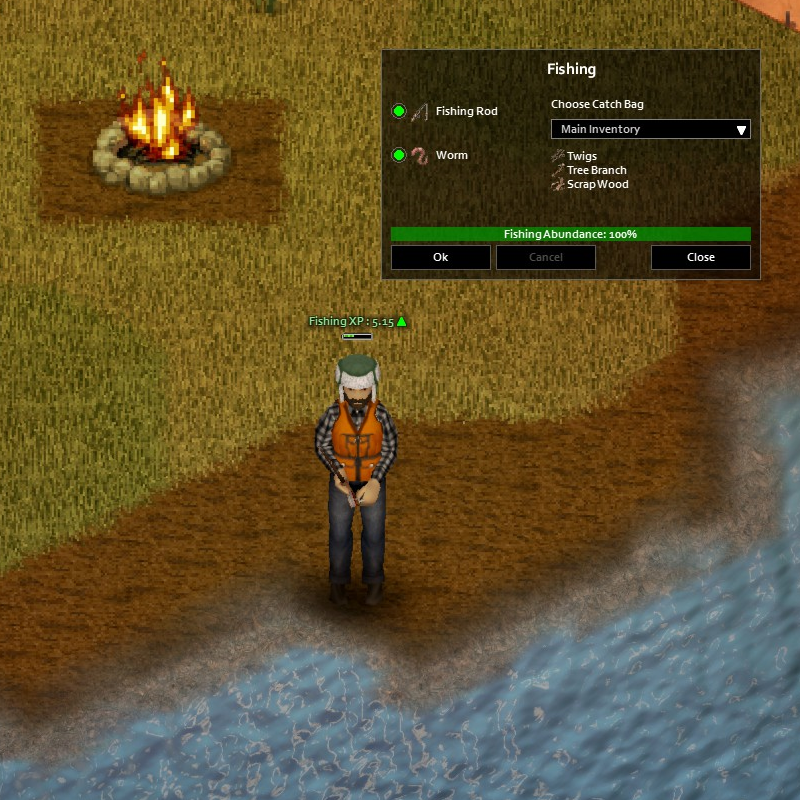 Fishing
Fishing Rod
Choose Catch Bag
Main Inventory
Worm
Twigs
Tree Branch
Scrap Wood
Fishing Abundance: 100%
Ok
Cancel
Close
Fishing XP : 5.15